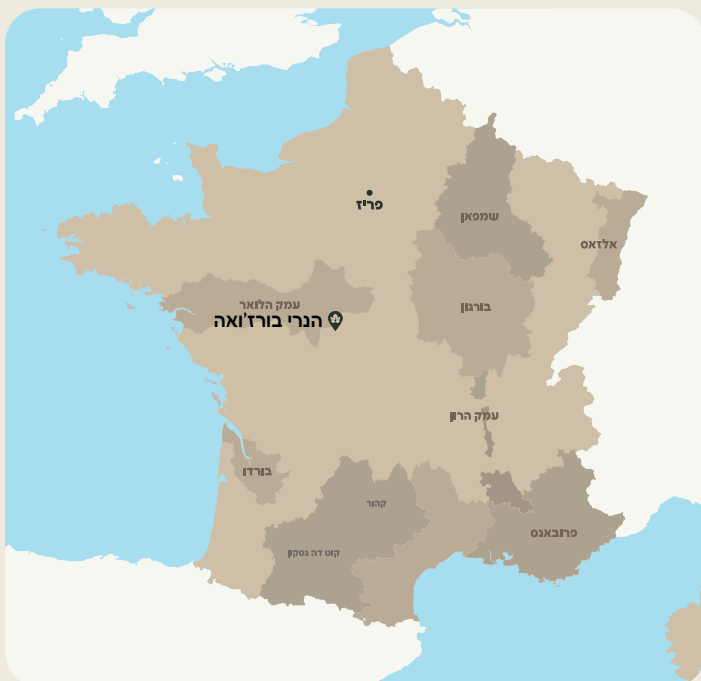 פריז
שמפאן
אלזאס
עמק הלואר
הנרי בורז'ואה
בורגון
עמק הרון
בורדו
קהור
פרובאנס
קוט דה גסקון